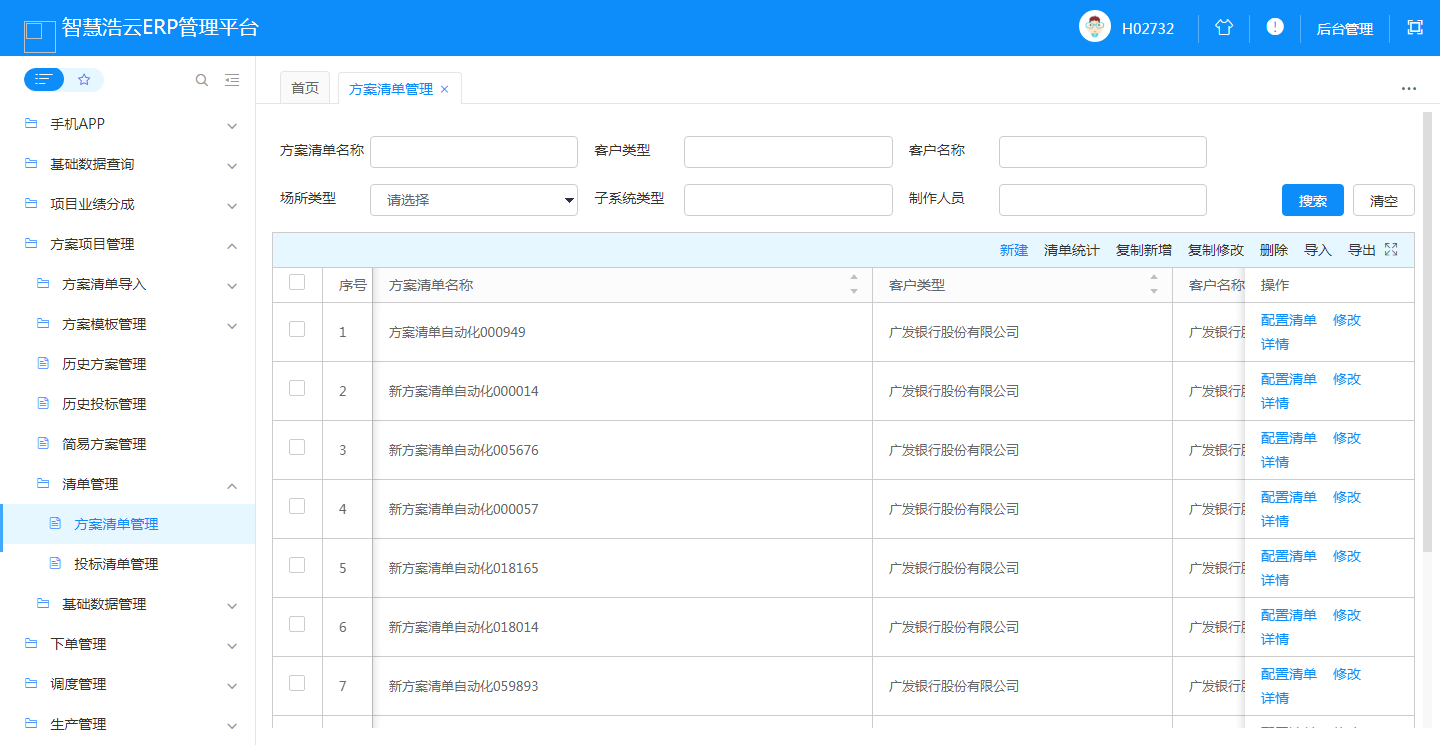 智慧浩云ERP管理平台
H02732
后台管理
首页
方案清单管理
手机APP
基础数据查询
项目业绩分成
方案项目管理
方案清单导入
方案模板管理
历史方案管理
历史投标管理
简易方案管理
清单管理
方案清单管理
投标清单管理
基础数据管理
下单管理
调度管理
生产管理
方案清单名称 客户类型 客户名称
场所类型 请选择 子系统类型 制作人员 搜索 清空
新建 清单统计 复制新增 复制修改 删除 导入 导出
序号 方案清单名称 客户类型 客户名称 操作
1 方案清单自动化000949 广发银行股份有限公司 广发银行 配置清单 修改
详情
2 新方案清单自动化000014 广发银行股份有限公司 广发银行 配置清单 修改
详情
3 新方案清单自动化005676 广发银行股份有限公司 广发银行 配置清单 修改
详情
4 新方案清单自动化000057 广发银行股份有限公司 广发银行 配置清单 修改
详情
5 新方案清单自动化018165 广发银行股份有限公司 广发银行 配置清单 修改
详情
6 新方案清单自动化018014 广发银行股份有限公司 广发银行 配置清单 修改
详情
7 新方案清单自动化059893 广发银行股份有限公司 广发银行 配置清单 修改
详情